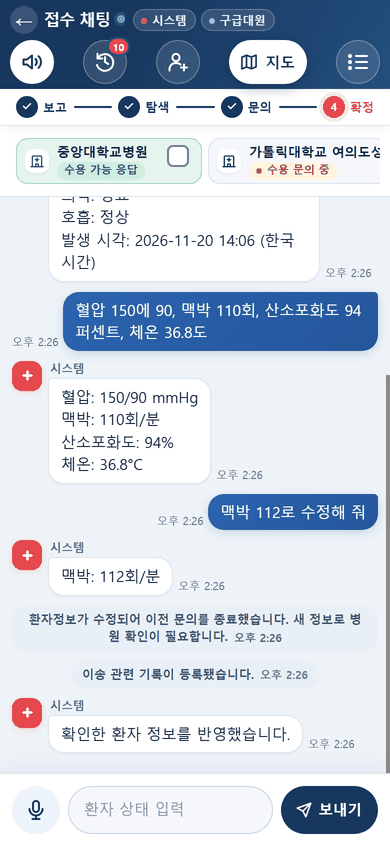 접수 채팅
시스템
구급대원
10
지도
보고
탐색
문의
4 확정
중앙대학교병원
수용 가능 응답
가톨릭대학교 여의도성
수용 문의 중
호흡: 정상
발생 시각: 2026-11-20 14:06 (한국
시간)
오후 2:26
혈압 150에 90, 맥박 110회, 산소포화도 94
퍼센트, 체온 36.8도
오후 2:26
시스템
혈압: 150/90 mmHg
맥박: 110회/분
산소포화도: 94%
체온: 36.8°C
오후 2:26
맥박 112로 수정해 줘
오후 2:26
시스템
맥박: 112회/분
오후 2:26
환자정보가 수정되어 이전 문의를 종료했습니다. 새 정보로 병
원 확인이 필요합니다. 오후 2:26
이송 관련 기록이 등록됐습니다. 오후 2:26
시스템
확인한 환자 정보를 반영했습니다.
오후 2:26
환자 상태 입력
보내기